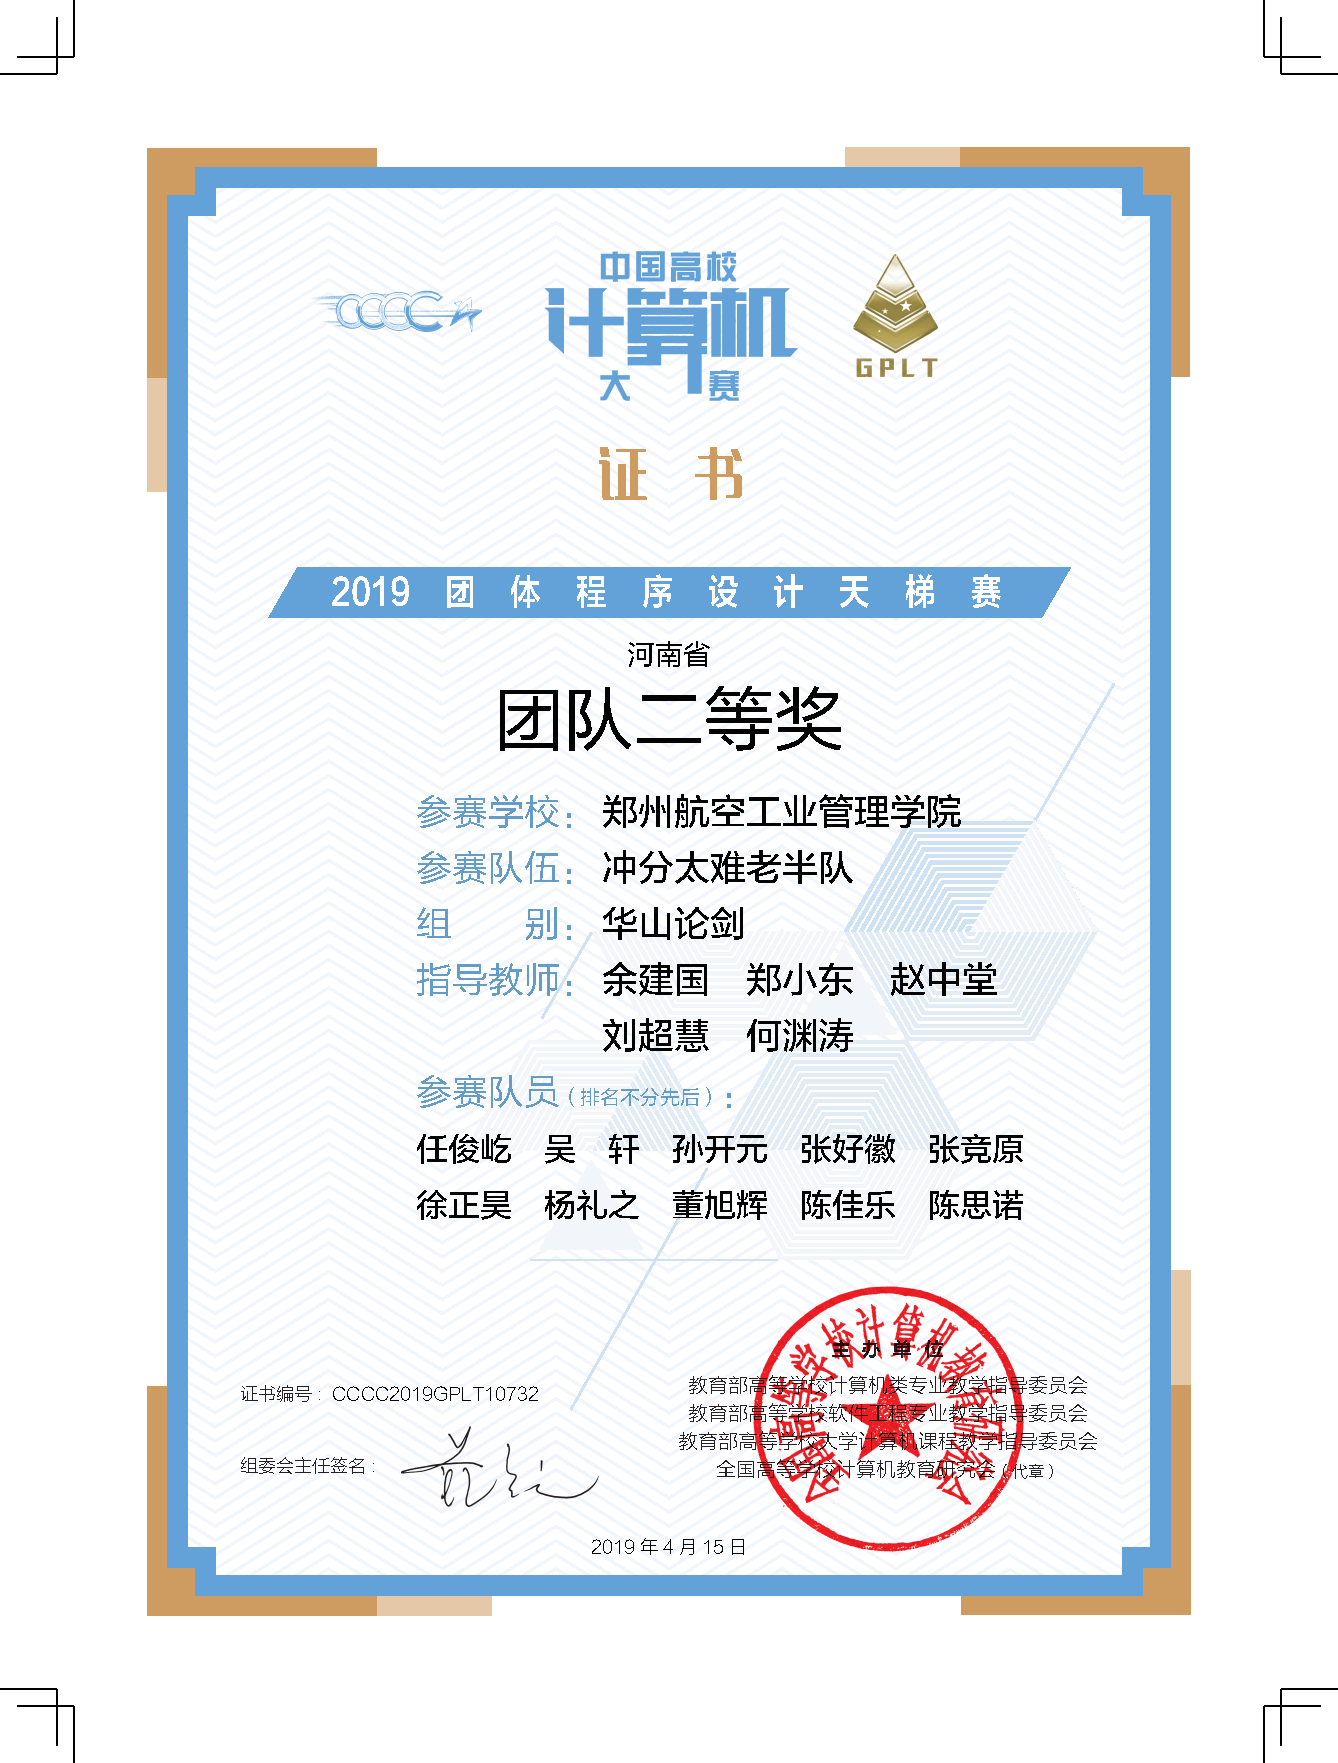 CCCC
中国高校
计算机
大赛
GPLT
证 书
2019 团 体 程 序 设 计 天 梯 赛
河南省
团队二等奖
参赛学校： 郑州航空工业管理学院
参赛队伍： 冲分太难老半队
组 别： 华山论剑
指导教师： 余建国 郑小东 赵中堂
刘超慧 何渊涛
参赛队员（排名不分先后）：
任俊屹 吴 轩 孙开元 张好徽 张竞原
徐正昊 杨礼之 董旭辉 陈佳乐 陈思诺
主 办 单 位
教育部高等学校计算机类专业教学指导委员会
教育部高等学校软件工程专业教学指导委员会
教育部高等学校大学计算机课程教学指导委员会
全国高等学校计算机教育研究会（代章）
全国高等学校计算机教育研究会
证书编号：CCCC2019GPLT10732
组委会主任签名：
2019 年 4 月 15 日